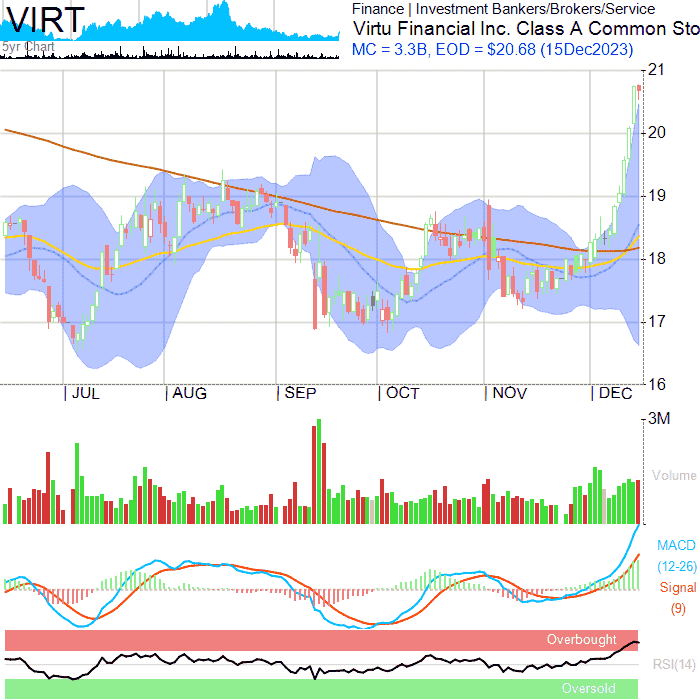 VIRT
5yr Chart
Finance | Investment Bankers/Brokers/Service
Virtu Financial Inc. Class A Common Sto
MC = 3.3B, EOD = $20.68 (15Dec2023)
21
20
19
18
17
16
| JUL | AUG | SEP | OCT | NOV | DEC
3M
Volume
MACD
(12-26)
Signal
(9)
Overbought
RSI(14)
Oversold